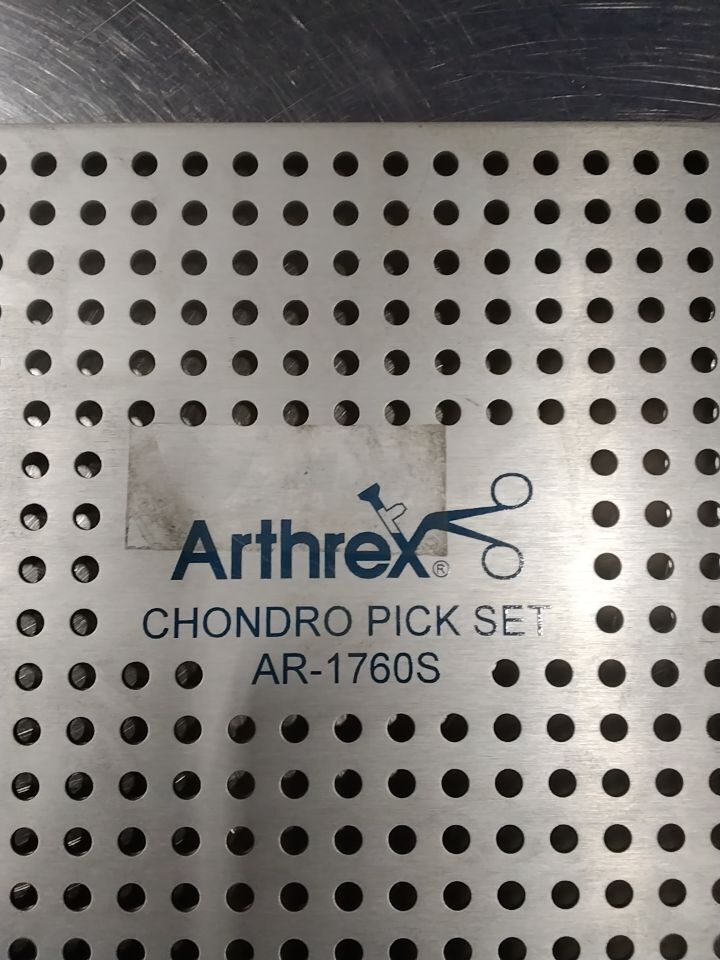 Arthrex®
CHONDRO PICK SET
AR-1760S